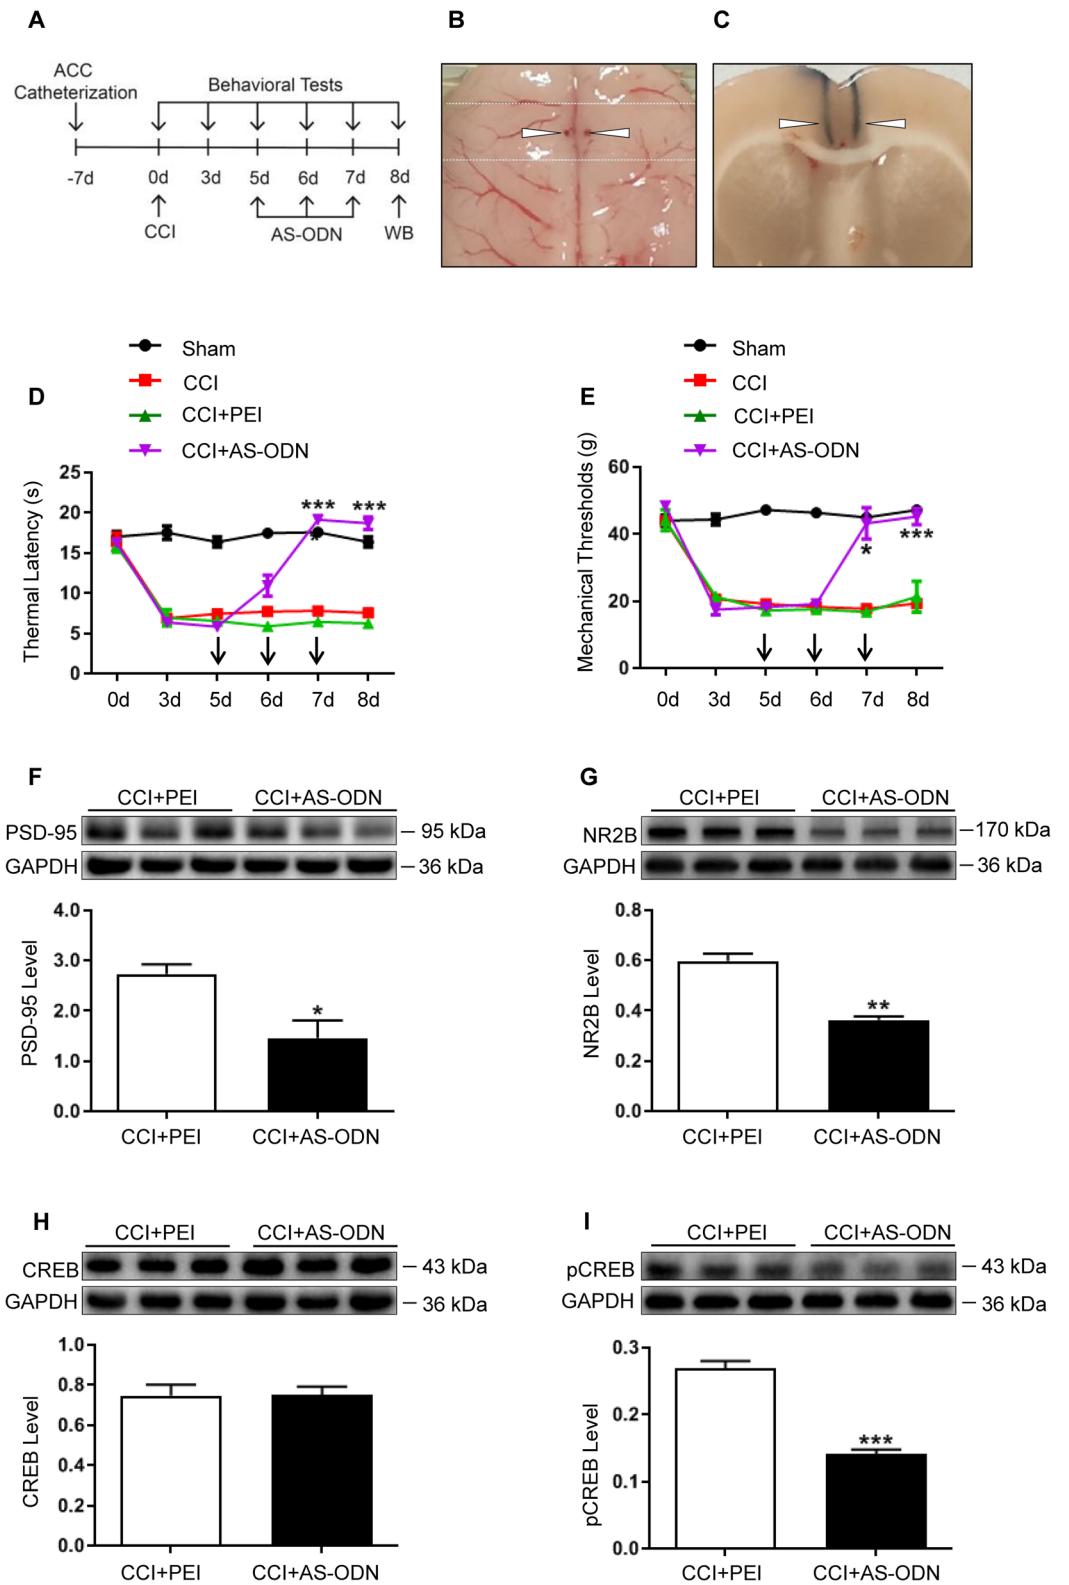 A
B
C
ACC
Catheterization
Behavioral Tests
-7d 0d 3d 5d 6d 7d 8d
CCI AS-ODN WB
Sham
CCI
CCI+PEI
CCI+AS-ODN
D
Thermal Latency (s)
25
20
15
10
5
0
*** ***
*
0d 3d 5d 6d 7d 8d
Sham
CCI
CCI+PEI
CCI+AS-ODN
E
Mechanical Thresholds (g)
60
40
20
0
*
***
0d 3d 5d 6d 7d 8d
F
CCI+PEI CCI+AS-ODN
PSD-95 95 kDa
GAPDH 36 kDa
PSD-95 Level
4.0
3.0
2.0
1.0
0.0
*
CCI+PEI CCI+AS-ODN
G
CCI+PEI CCI+AS-ODN
NR2B 170 kDa
GAPDH 36 kDa
NR2B Level
0.8
0.6
0.4
0.2
0.0
**
CCI+PEI CCI+AS-ODN
H
CCI+PEI CCI+AS-ODN
CREB 43 kDa
GAPDH 36 kDa
CREB Level
1.0
0.8
0.6
0.4
0.2
0.0
CCI+PEI CCI+AS-ODN
I
CCI+PEI CCI+AS-ODN
pCREB 43 kDa
GAPDH 36 kDa
pCREB Level
0.3
0.2
0.1
0.0
***
CCI+PEI CCI+AS-ODN